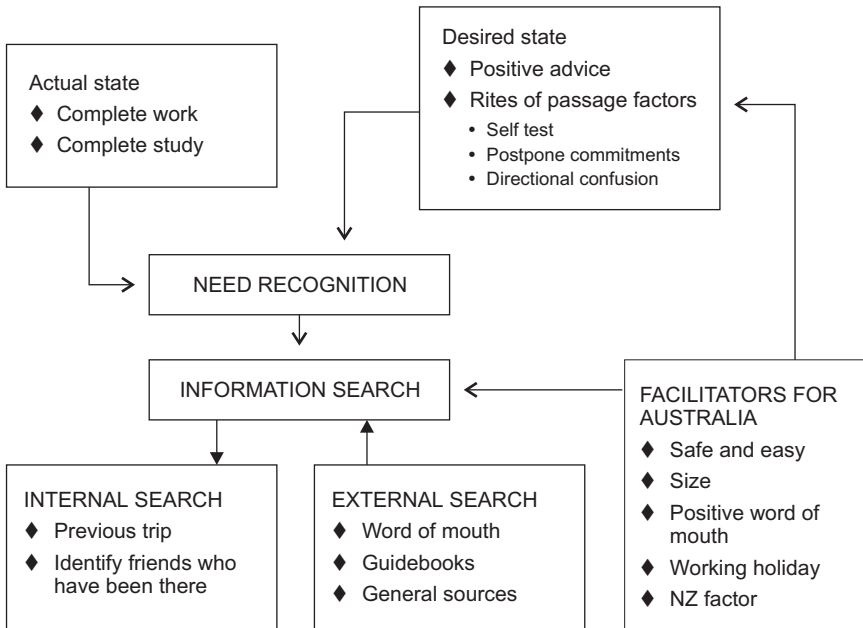 Actual state
♦ Complete work
♦ Complete study
Desired state
♦ Positive advice
♦ Rites of passage factors
• Self test
• Postpone commitments
• Directional confusion
NEED RECOGNITION
INFORMATION SEARCH
INTERNAL SEARCH
♦ Previous trip
♦ Identify friends who
have been there
EXTERNAL SEARCH
♦ Word of mouth
♦ Guidebooks
♦ General sources
FACILITATORS FOR
AUSTRALIA
♦ Safe and easy
♦ Size
♦ Positive word of
mouth
♦ Working holiday
♦ NZ factor